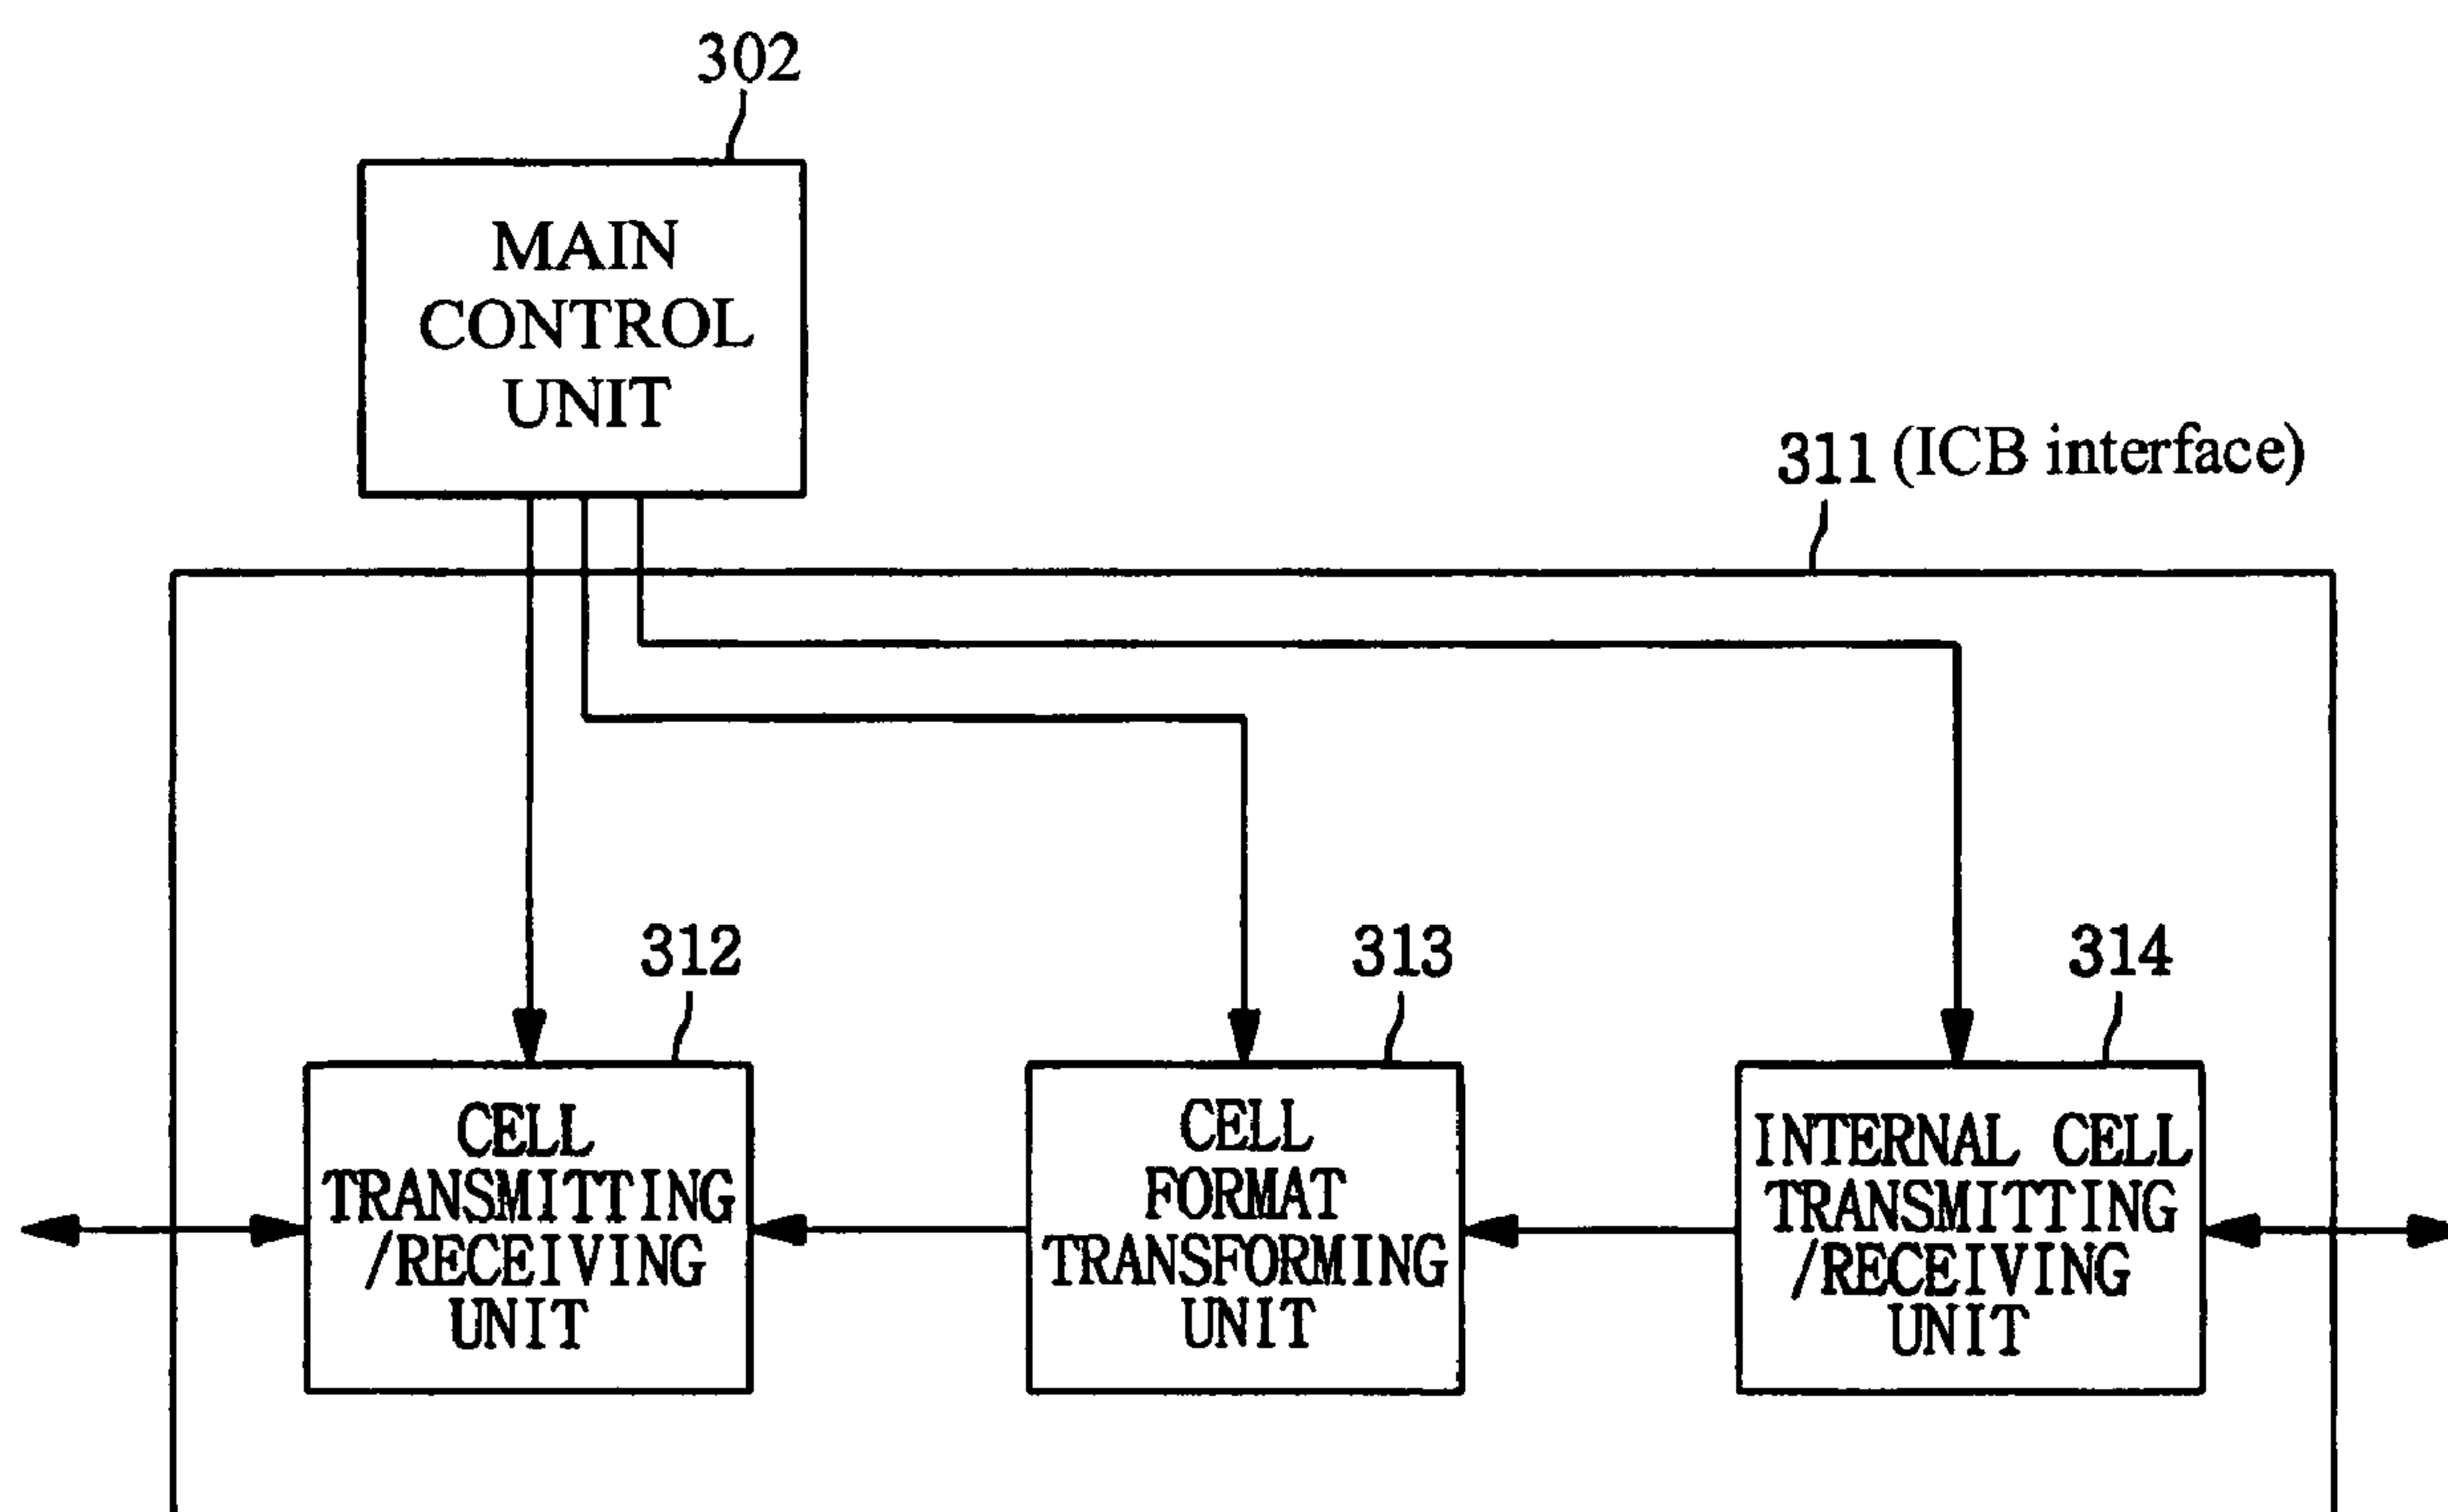 302
MAIN
CONTROL
UNIT
311 (ICB interface)
312
313
314
CELL
TRANSMITTING
/RECEIVING
UNIT
CELL
FORMAT
TRANSFORMING
UNIT
INTERNAL CELL
TRANSMITTING
/RECEIVING
UNIT